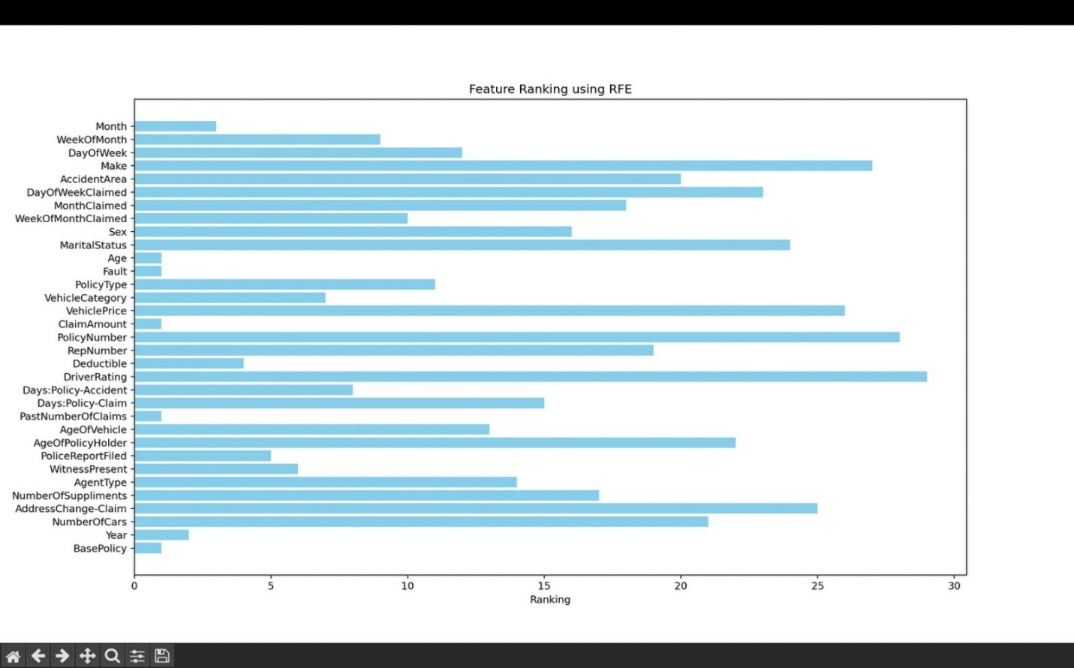 Feature Ranking using RFE
Month
WeekOfMonth
DayOfWeek
Make
AccidentArea
DayOfWeekClaimed
MonthClaimed
WeekOfMonthClaimed
Sex
MaritalStatus
Age
Fault
PolicyType
VehicleCategory
VehiclePrice
ClaimAmount
PolicyNumber
RepNumber
Deductible
DriverRating
Days:Policy-Accident
Days:Policy-Claim
PastNumberOfClaims
AgeOfVehicle
AgeOfPolicyHolder
PoliceReportFiled
WitnessPresent
AgentType
NumberOfSuppliments
AddressChange-Claim
NumberOfCars
Year
BasePolicy
0 5 10 15 20 25 30
Ranking